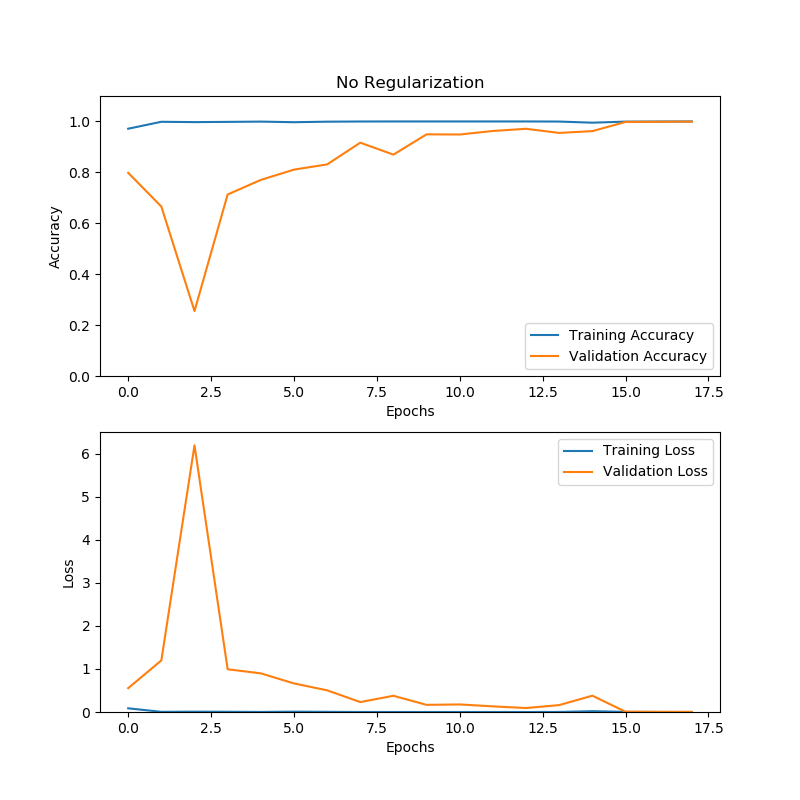 No Regularization
Accuracy
1.0
0.8
0.6
0.4
0.2
0.0
Training Accuracy
Validation Accuracy
0.0 2.5 5.0 7.5 10.0 12.5 15.0 17.5
Epochs
Loss
6
5
4
3
2
1
0
Training Loss
Validation Loss
0.0 2.5 5.0 7.5 10.0 12.5 15.0 17.5
Epochs